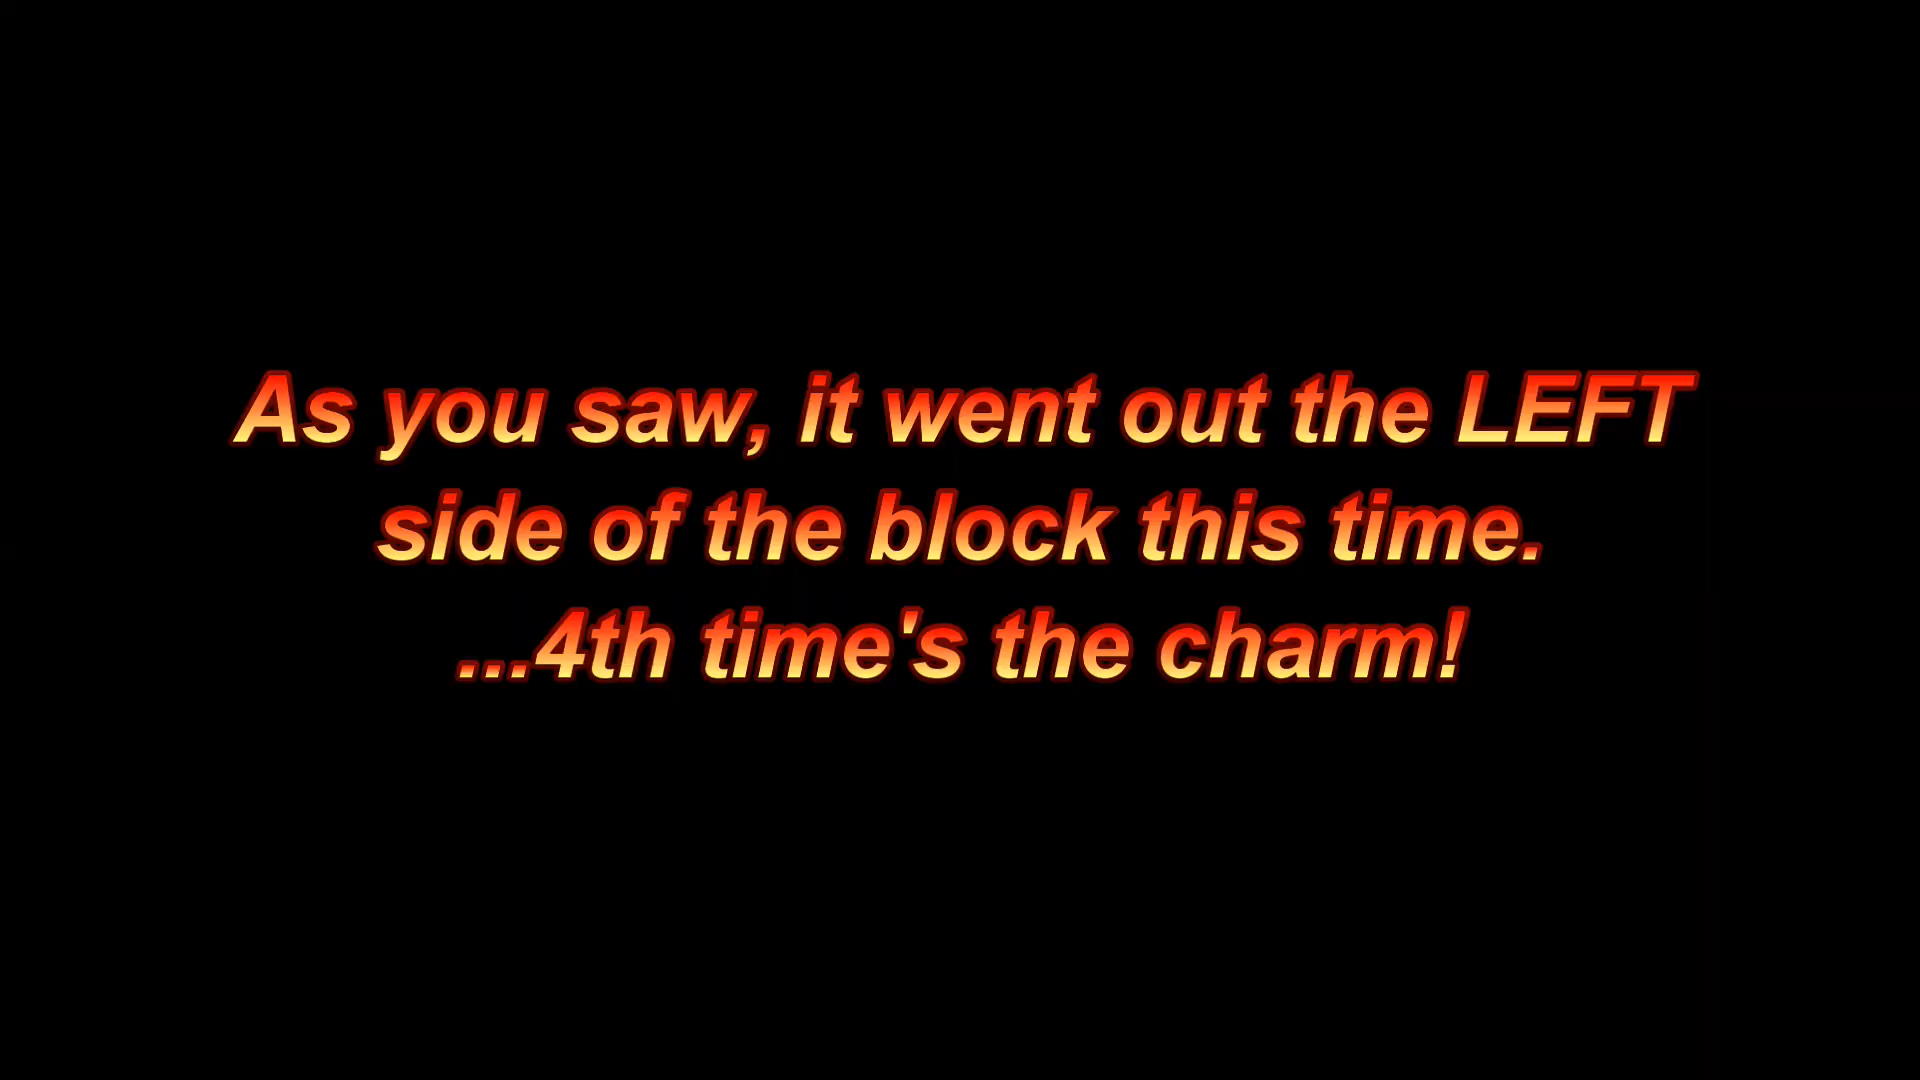 As you saw, it went out the LEFT
side of the block this time.
...4th time's the charm!